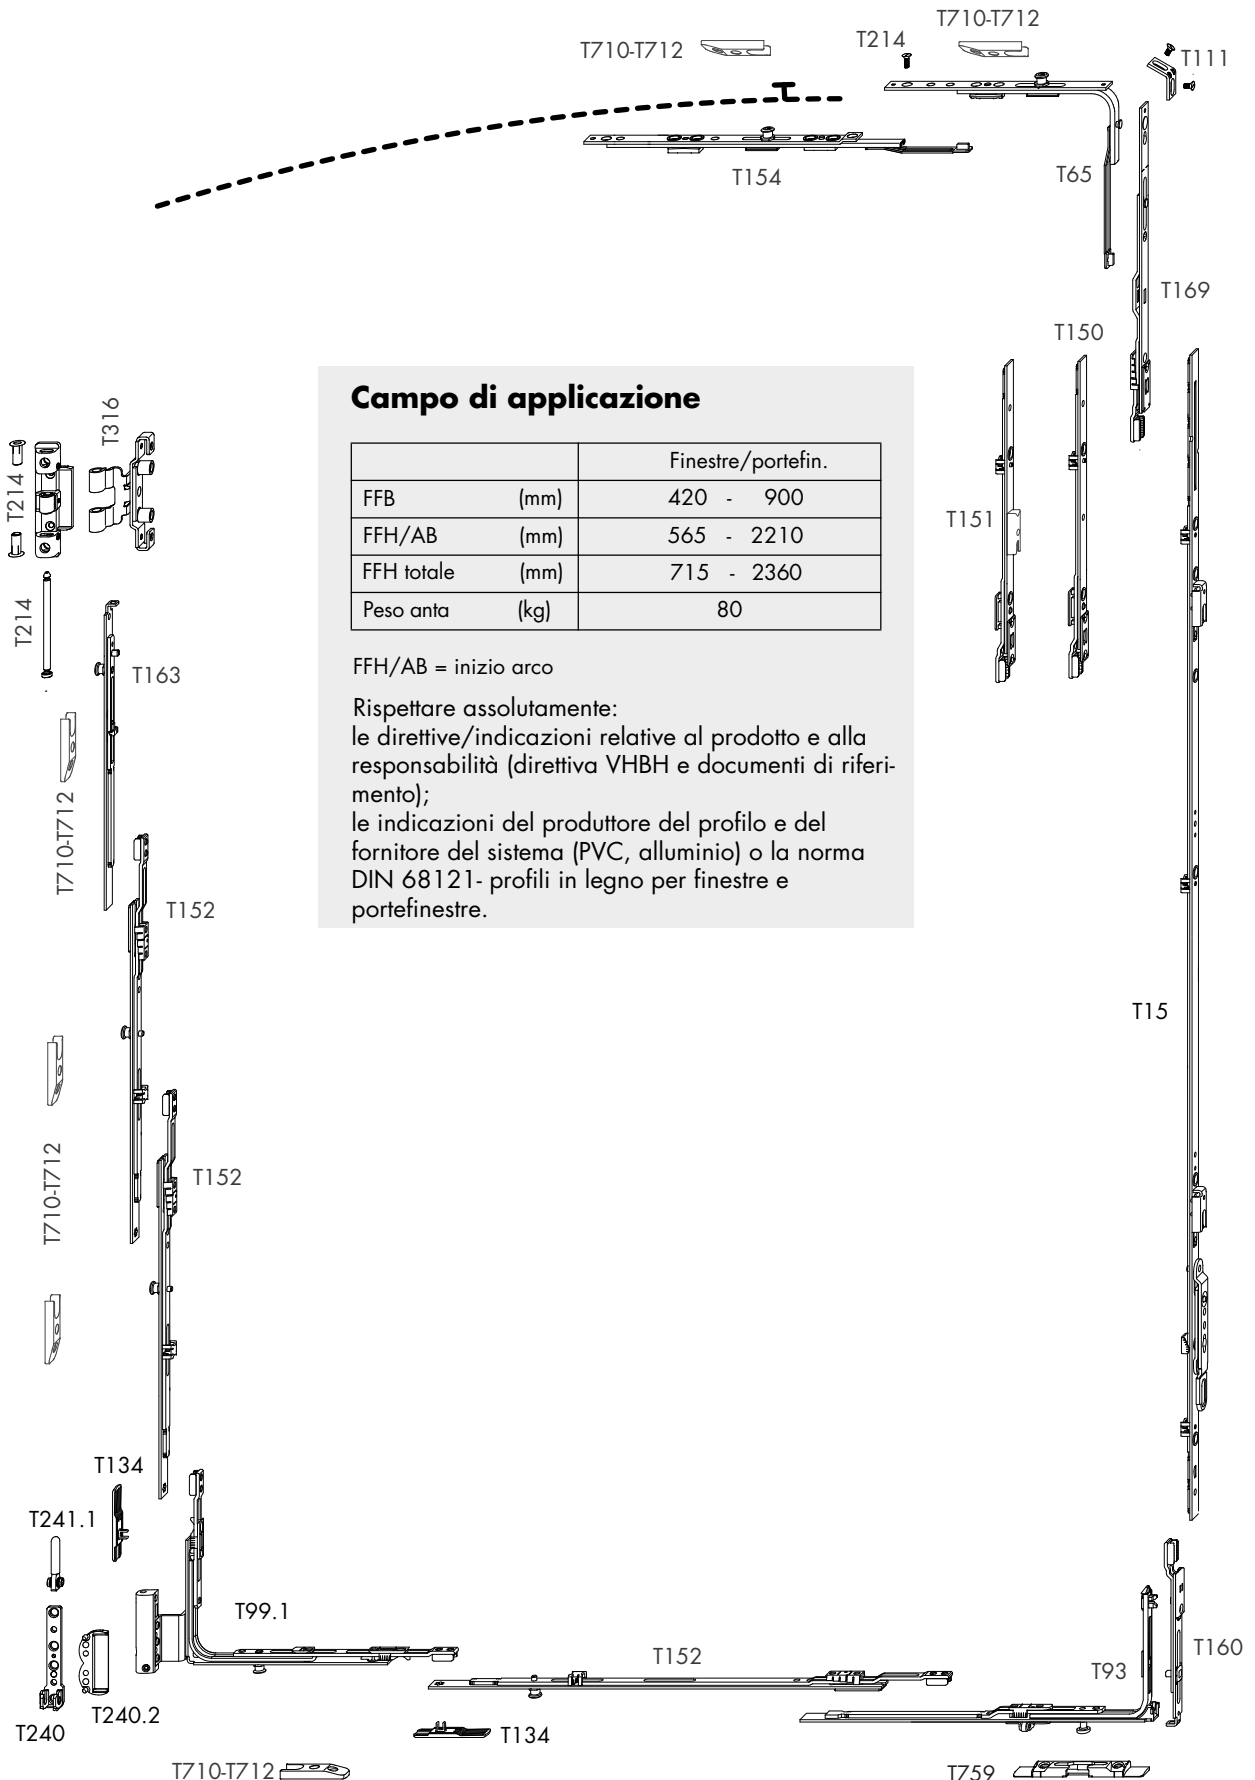 T710-T712
T710-T712
T214
T111
T154
T65
T169
T150
T316
T214
T151
T214
T163
T710-T712
T152
Campo di applicazione
Finestre/portefin.
FFB (mm) 420 - 900
FFH/AB (mm) 565 - 2210
FFH totale (mm) 715 - 2360
Peso anta (kg) 80
FFH/AB = inizio arco
Rispettare assolutamente:
le direttive/indicazioni relative al prodotto e alla
responsabilità (direttiva VHBH e documenti di riferi-
mento);
le indicazioni del produttore del profilo e del
fornitore del sistema (PVC, alluminio) o la norma
DIN 68121- profili in legno per finestre e
portefinestre.
T15
T710-T712
T152
T134
T241.1
T99.1
T152
T93
T160
T240
T240.2
T134
T710-T712
T759